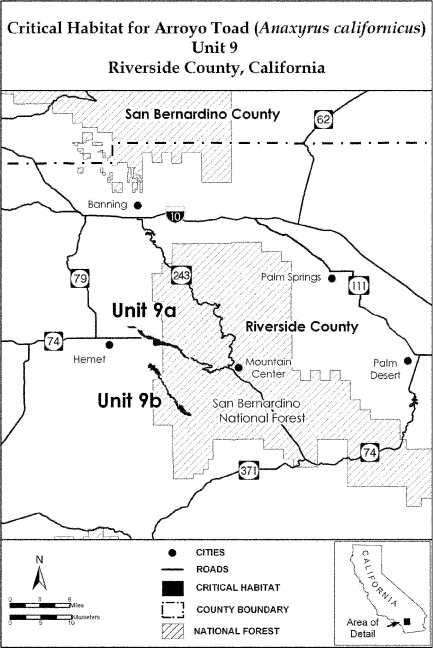 Critical Habitat for Arroyo Toad (Anaxyrus californicus)
Unit 9
Riverside County, California
San Bernardino County
62
Banning
10
79
243
Palm Springs
111
Unit 9a
Riverside County
74
Hemet
Mountain
Center
Palm
Desert
Unit 9b
San Bernardino
National Forest
74
371
N
0 3 6
Miles
0 5 10
Kilometers
CITIES
ROADS
CRITICAL HABITAT
COUNTY BOUNDARY
NATIONAL FOREST
CALIFORNIA
Area of
Detail